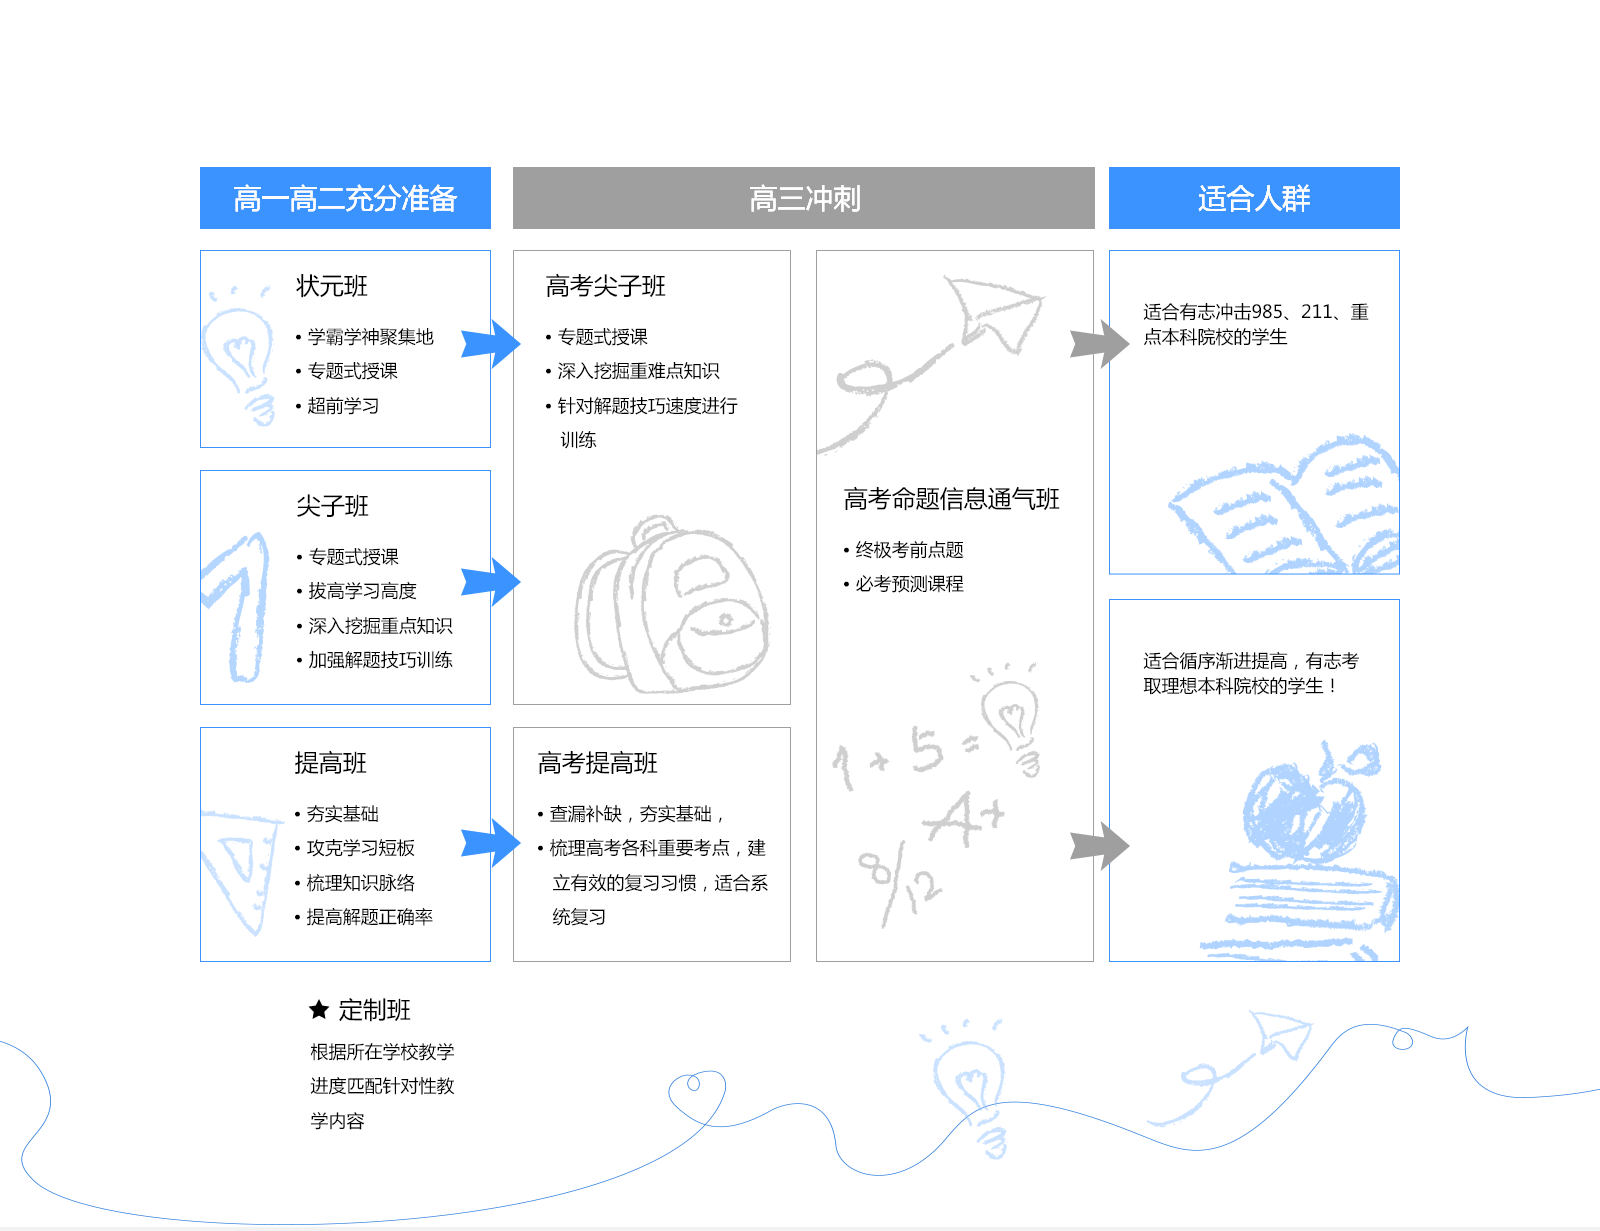 高一高二充分准备
高三冲刺
适合人群
状元班
• 学霸学神聚集地
• 专题式授课
• 超前学习
尖子班
• 专题式授课
• 拔高学习高度
• 深入挖掘重点知识
• 加强解题技巧训练
提高班
• 夯实基础
• 攻克学习短板
• 梳理知识脉络
• 提高解题正确率
★ 定制班
根据所在学校教学
进度匹配针对性教
学内容
高考尖子班
• 专题式授课
• 深入挖掘重难点知识
• 针对解题技巧速度进行
训练
高考提高班
• 查漏补缺，夯实基础，
• 梳理高考各科重要考点，建
立有效的复习习惯，适合系
统复习
高考命题信息通气班
• 终极考前点题
• 必考预测课程
1+5=
A+
8/12
适合有志冲击985、211、重
点本科院校的学生
适合循序渐进提高，有志考
取理想本科院校的学生！